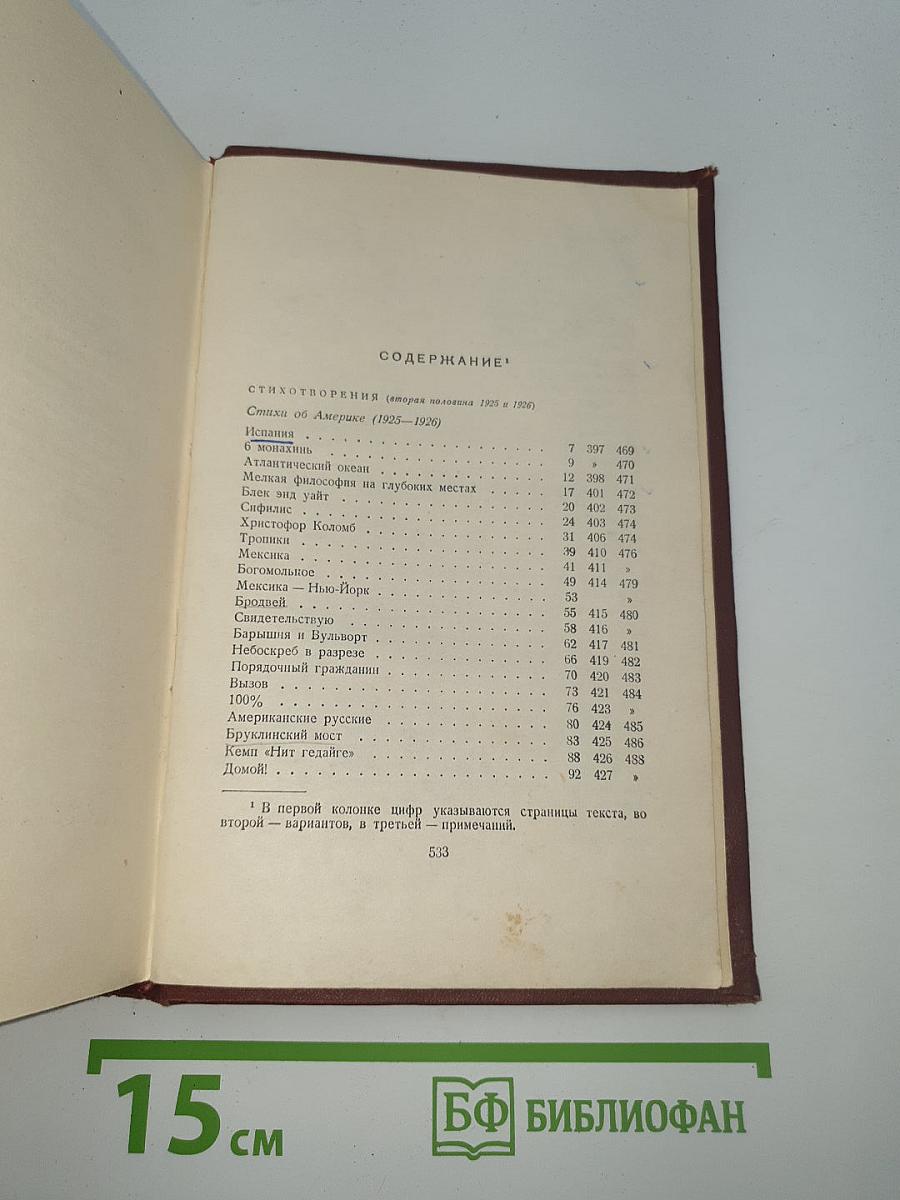 СОДЕРЖАНИЕ¹
СТИХОТВОРЕНИЯ (вторая половина 1925 и 1926)
Стихи об Америке (1925—1926)
Испания . . . . . . . . . . . . . . . . 7 397 469
6 монахинь . . . . . . . . . . . . . . . 9 » 470
Атлантический океан . . . . . . . . . . . . 12 398 471
Мелкая философия на глубоких местах . . . . . 17 401 472
Блек энд уайт . . . . . . . . . . . . . . 20 402 473
Сифилис . . . . . . . . . . . . . . . . 24 403 474
Христофор Коломб . . . . . . . . . . . . . 31 406 474
Тропики . . . . . . . . . . . . . . . . 39 410 476
Мексика . . . . . . . . . . . . . . . . 41 411 »
Богомольное . . . . . . . . . . . . . . . 49 414 479
Мексика — Нью-Йорк . . . . . . . . . . . . 53 »
Бродвей . . . . . . . . . . . . . . . . 55 415 480
Свидетельствую . . . . . . . . . . . . . . 58 416 »
Барышня и Вульворт . . . . . . . . . . . . 62 417 481
Небоскреб в разрезе . . . . . . . . . . . . 66 419 482
Порядочный гражданин . . . . . . . . . . . 70 420 483
Вызов . . . . . . . . . . . . . . . . . 73 421 484
100% . . . . . . . . . . . . . . . . . 76 423 »
Американские русские . . . . . . . . . . . 80 424 485
Бруклинский мост . . . . . . . . . . . . . 83 425 486
Кемп «Нит гедайге» . . . . . . . . . . . . 88 426 488
Домой! . . . . . . . . . . . . . . . . . 92 427 »
¹ В первой колонке цифр указываются страницы текста, во
второй — вариантов, в третьей — примечаний.
533
15 см
БФ БИБЛИОФАН